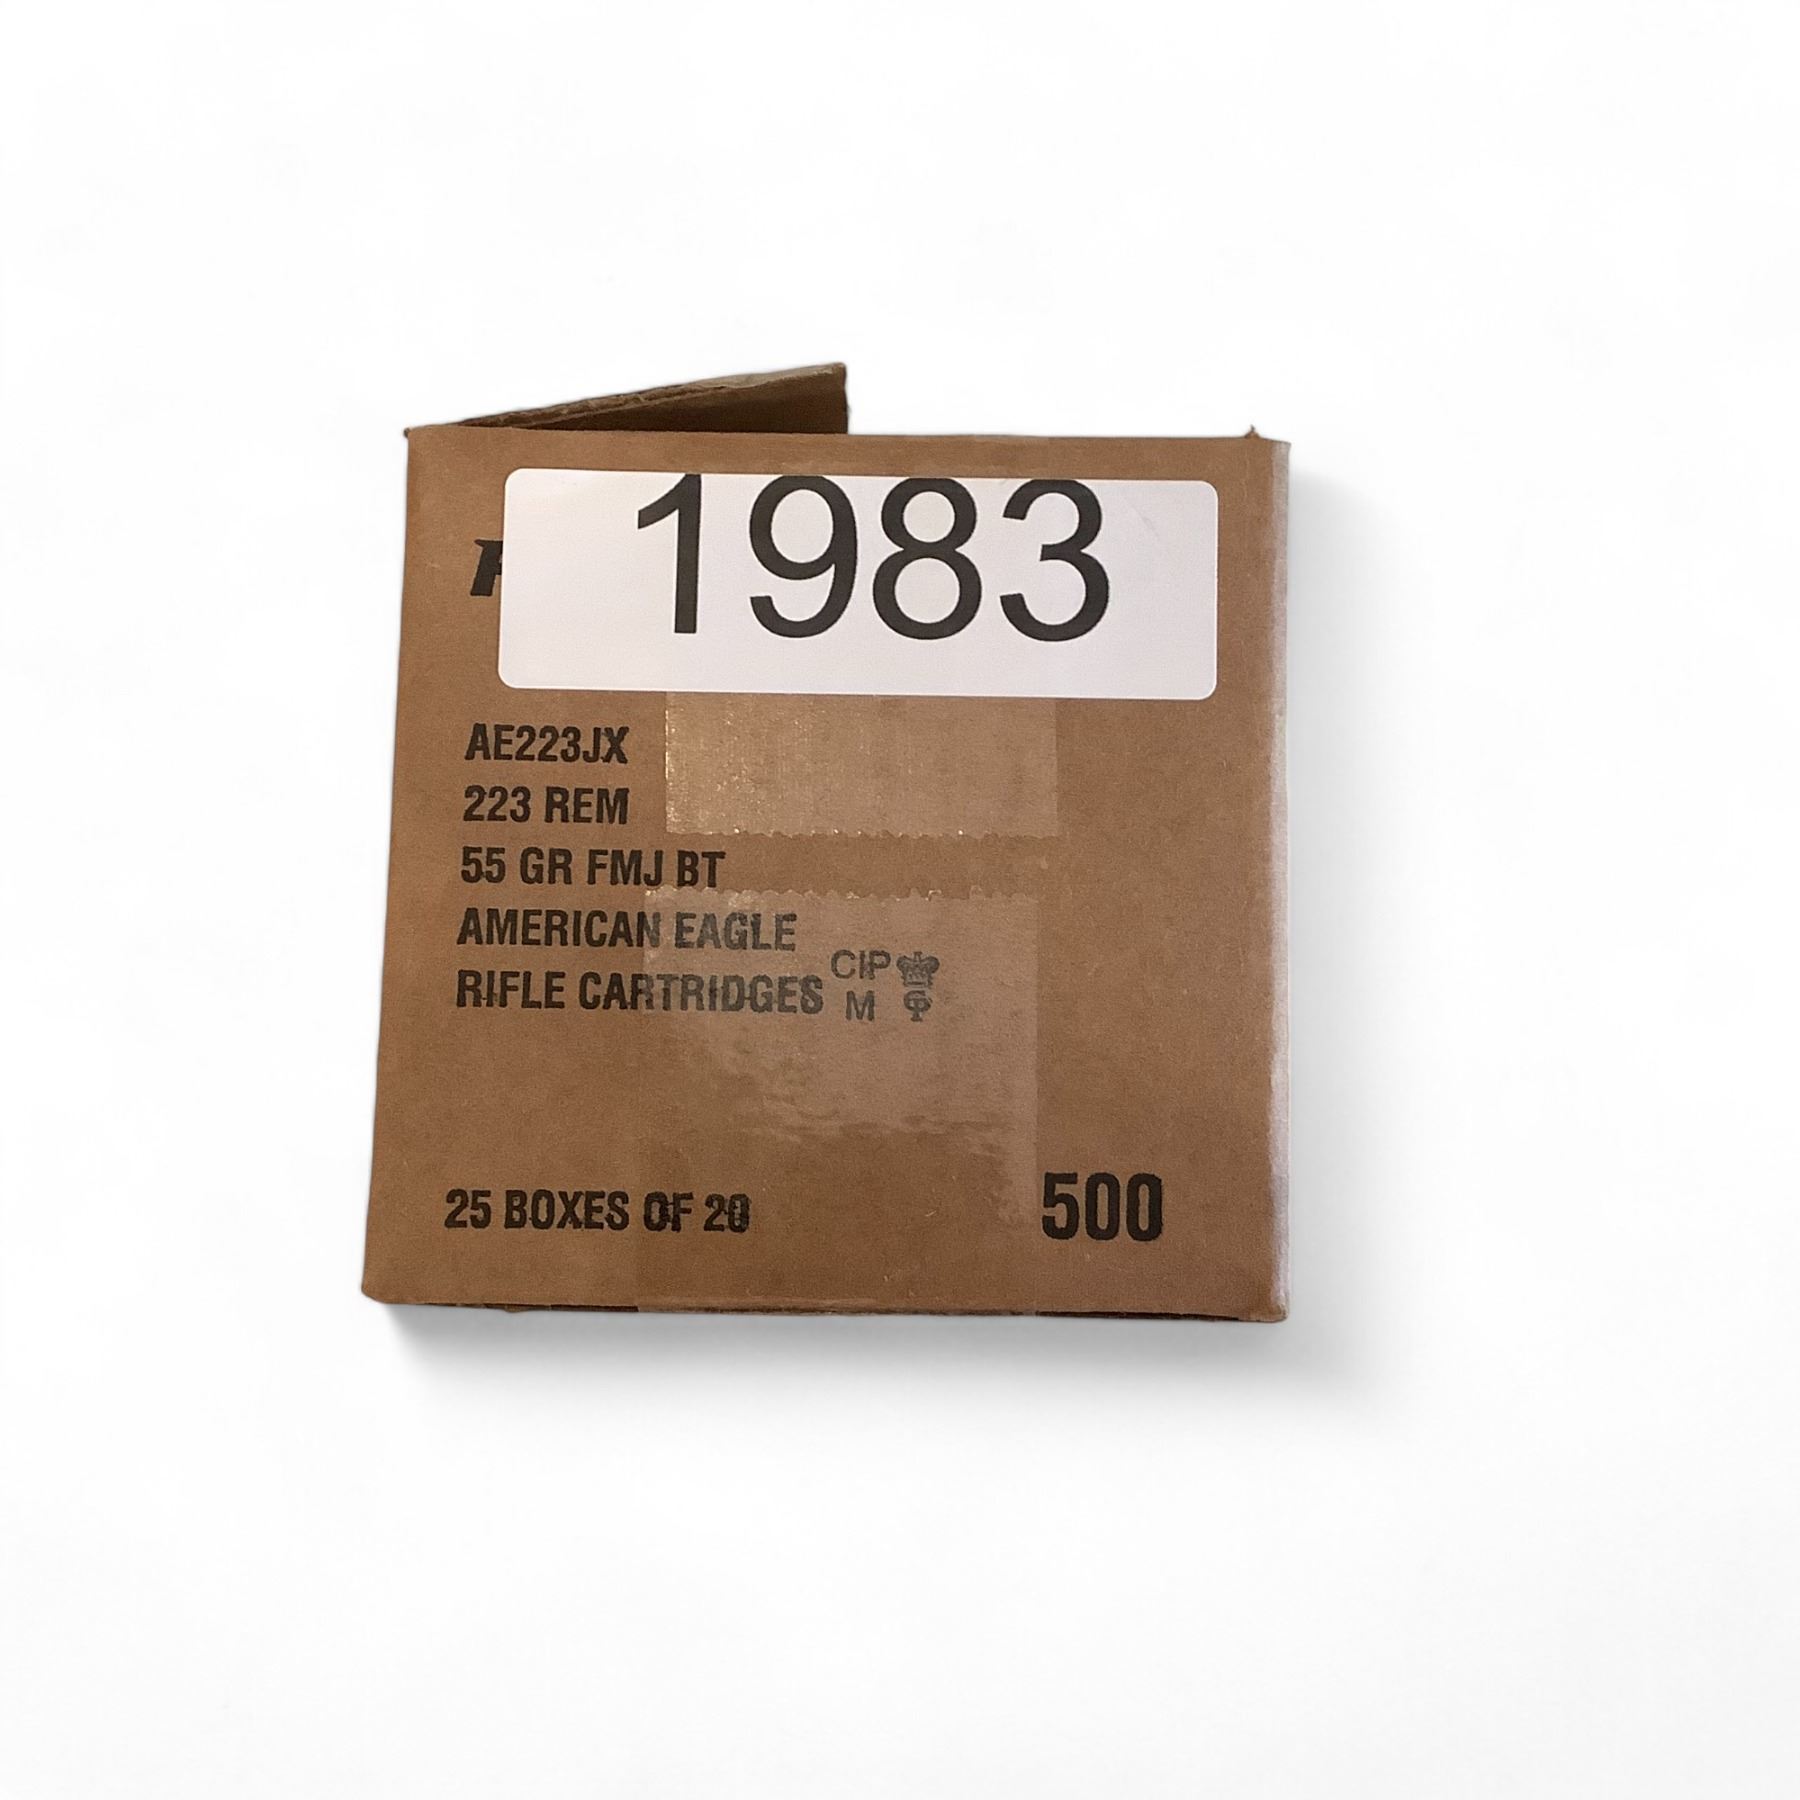 1983
AE223JX
223 REM
55 GR FMJ BT
AMERICAN EAGLE
RIFLE CARTRIDGES CIP
M
25 BOXES OF 20 500